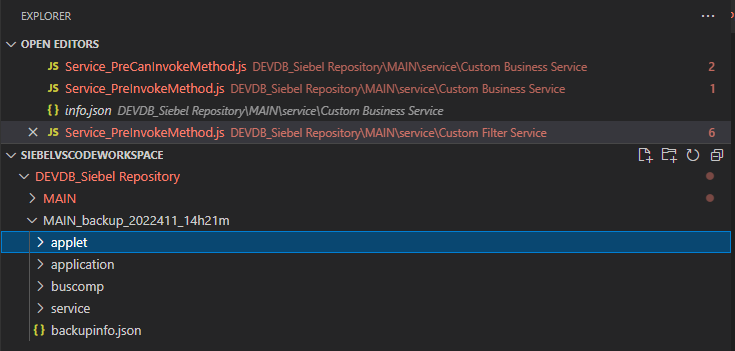 EXPLORER
OPEN EDITORS
JS Service_PreCanInvokeMethod.js DEVDB_Siebel Repository\MAIN\service\Custom Business Service 2
JS Service_PreInvokeMethod.js DEVDB_Siebel Repository\MAIN\service\Custom Business Service 1
{} info.json DEVDB_Siebel Repository\MAIN\service\Custom Business Service
JS Service_PreInvokeMethod.js DEVDB_Siebel Repository\MAIN\service\Custom Filter Service 6
SIEBELVSCODEWORKSPACE
DEVDB_Siebel Repository
MAIN
MAIN_backup_2022411_14h21m
applet
application
buscomp
service
{} backupinfo.json